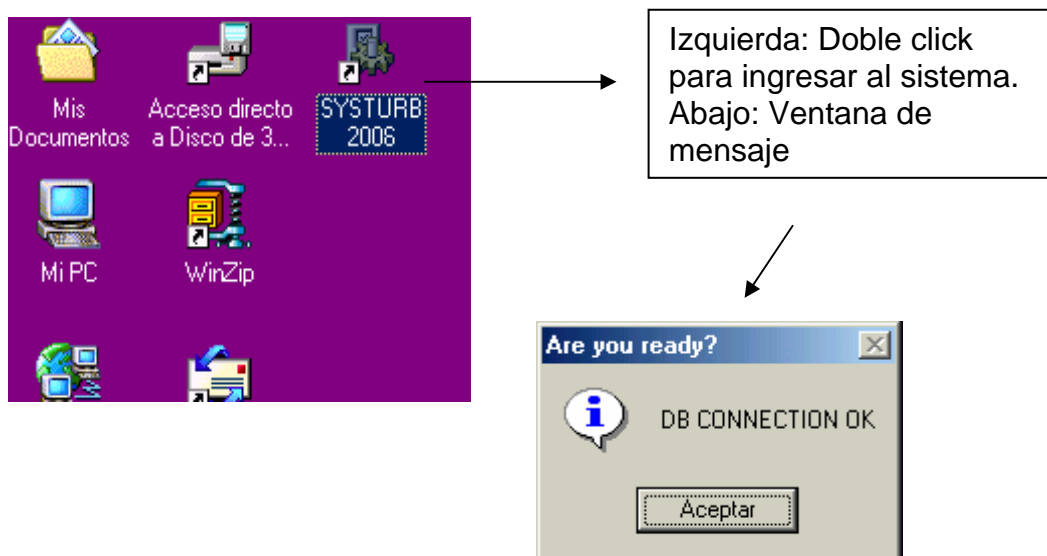 Mis
Documentos
Acceso directo
a Disco de 3...
SYSTURB
2006
Mi PC
WinZip
Izquierda: Doble click
para ingresar al sistema.
Abajo: Ventana de
mensaje
Are you ready?
DB CONNECTION OK
Aceptar